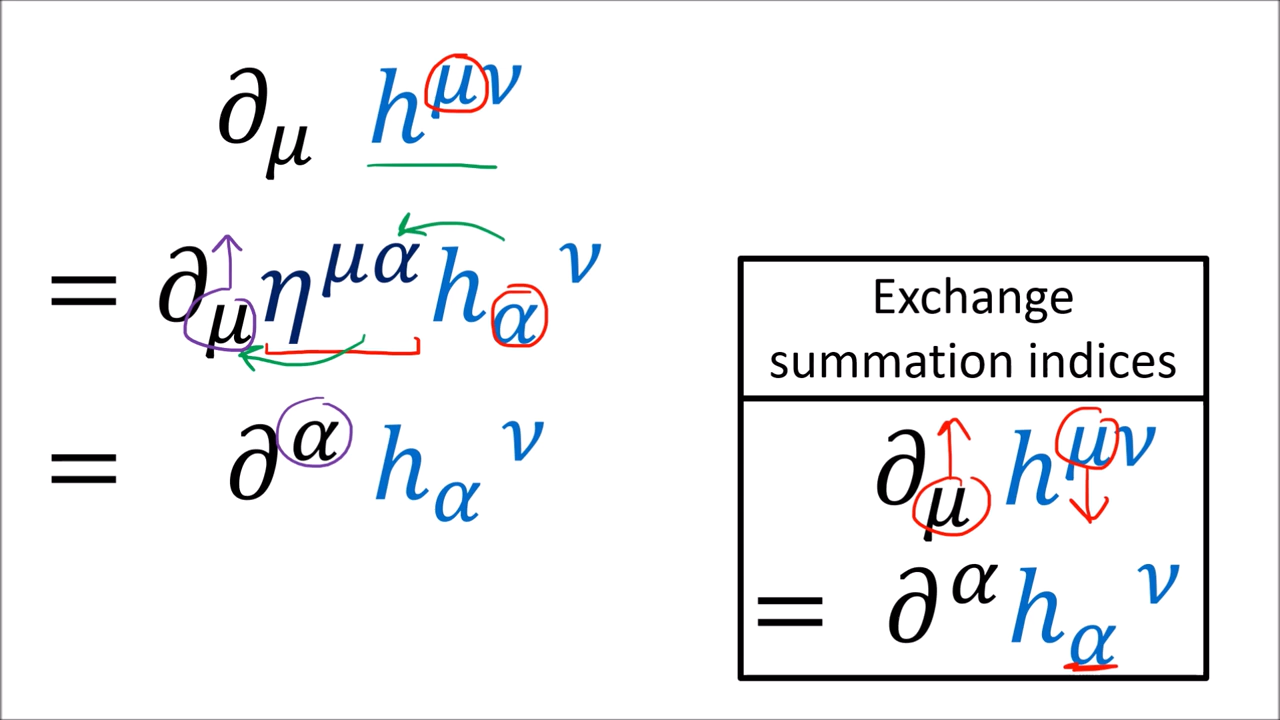 ∂_μ h^{μν}
= ∂_μ η^{μα} h_α^ν
= ∂^α h_α^ν
Exchange
summation indices
∂_μ h^{μν}
= ∂^α h_α^ν